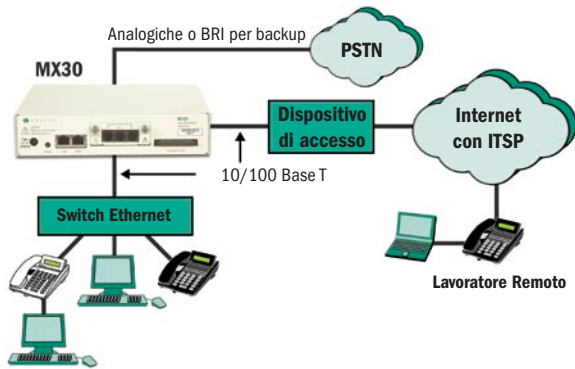 Analogiche o BRI per backup
PSTN
MX30
Dispositivo
di accesso
Internet
con ITSP
10/100 Base T
Switch Ethernet
Lavoratore Remoto